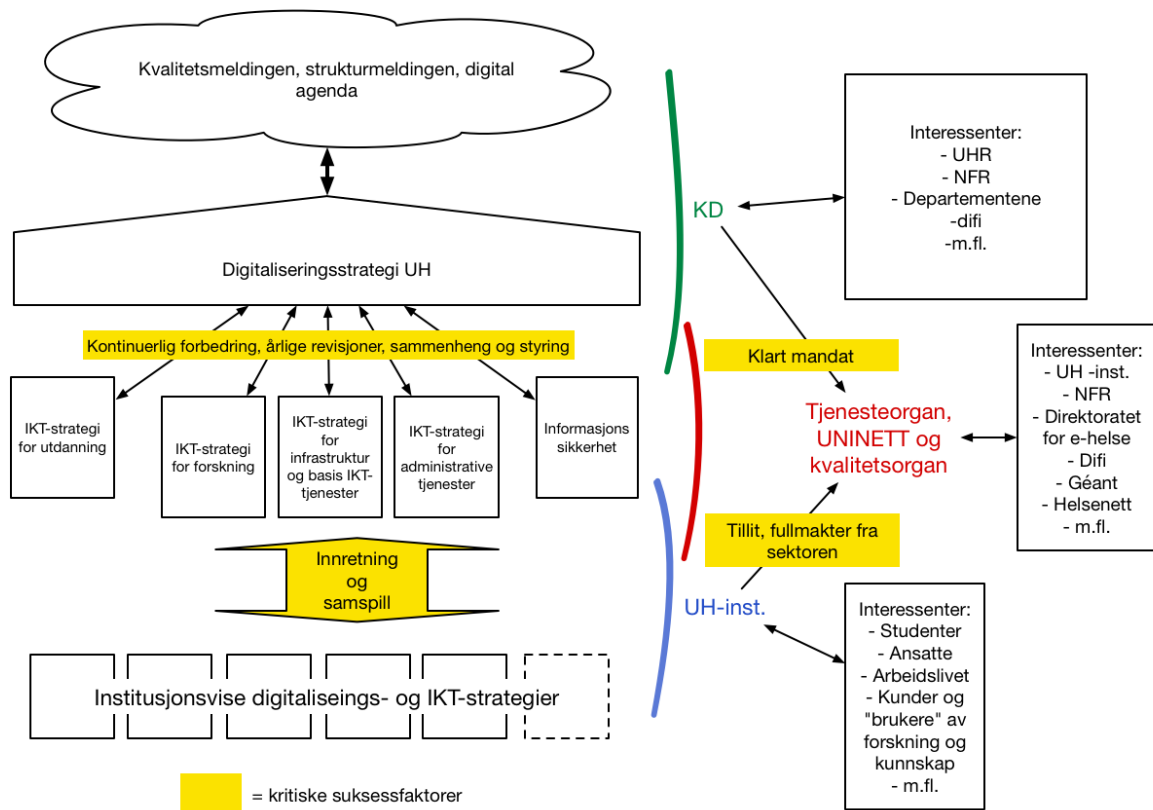 Kvalitetsmeldingen, strukturmeldingen, digital
agenda
Digitaliseringsstrategi UH
Kontinuerlig forbedring, årlige revisjoner, sammenheng og styring
IKT-strategi
for utdanning
IKT-strategi
for forskning
IKT-strategi
for
infrastruktur
og basis IKT-
tjenester
IKT-strategi
for
administrative
tjenester
Informasjons
sikkerhet
Innretning
og
samspill
Institusjonsvise digitaliseings- og IKT-strategier
= kritiske suksessfaktorer
KD
Interessenter:
- UHR
- NFR
- Departementene
-difi
-m.fl.
Klart mandat
Tjenesteorgan,
UNINETT og
kvalitetsorgan
Interessenter:
- UH -inst.
- NFR
- Direktoratet
for e-helse
- Difi
- Géant
- Helsenett
- m.fl.
Tillit, fullmakter fra
sektoren
UH-inst.
Interessenter:
- Studenter
- Ansatte
- Arbeidslivet
- Kunder og
"brukere" av
forskning og
kunnskap
- m.fl.